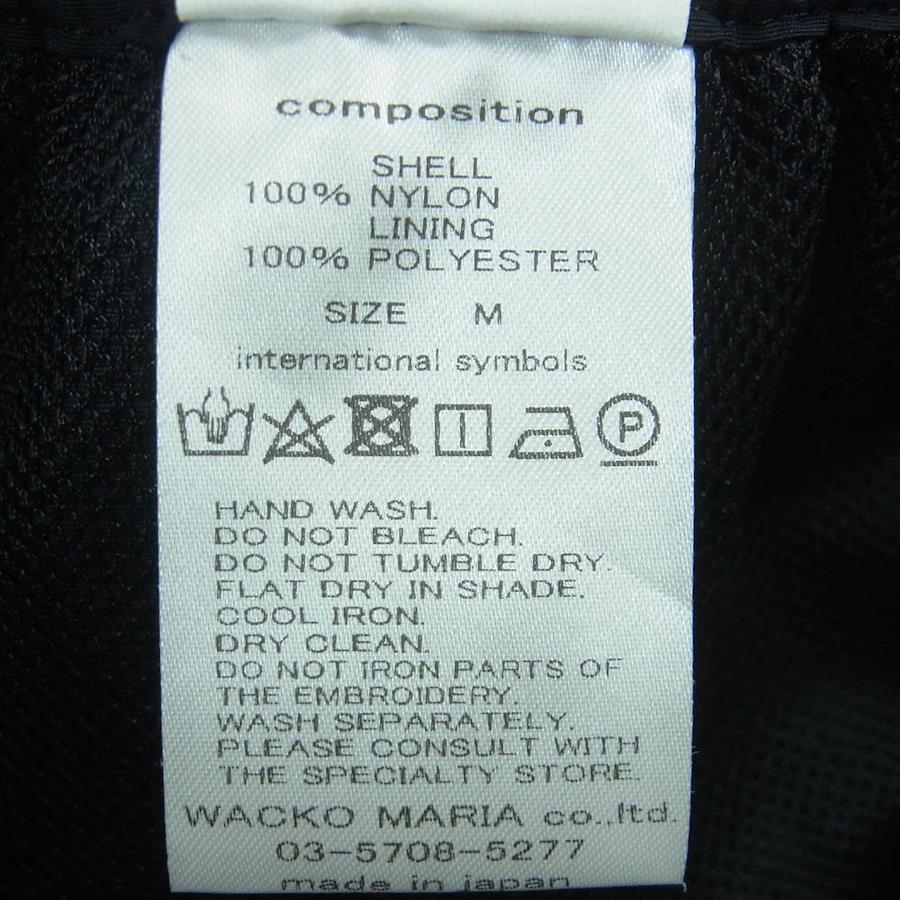 composition
SHELL
100% NYLON
LINING
100% POLYESTER
SIZE M
international symbols
P
HAND WASH.
DO NOT BLEACH.
DO NOT TUMBLE DRY.
FLAT DRY IN SHADE.
COOL IRON.
DRY CLEAN.
DO NOT IRON PARTS OF
THE EMBROIDERY.
WASH SEPARATELY.
PLEASE CONSULT WITH
THE SPECIALTY STORE.
WACKO MARIA co.,ltd.
03-5708-5277
made in japan